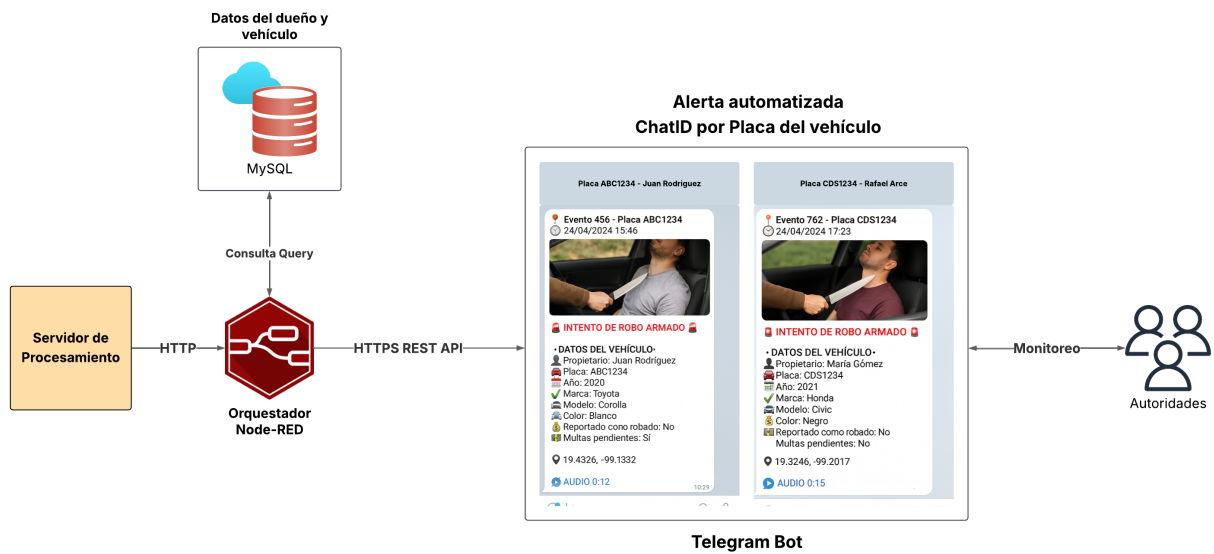 Datos del dueño y
vehículo
MySQL
Consulta Query
Servidor de
Procesamiento
HTTP
Orquestador
Node-RED
HTTPS REST API
Alerta automatizada
ChatID por Placa del vehículo
Placa ABC1234 - Juan Rodriguez
Evento 456 - Placa ABC1234
24/04/2024 15:46
INTENTO DE ROBO ARMADO
• DATOS DEL VEHÍCULO•
Propietario: Juan Rodríguez
Placa: ABC1234
Año: 2020
Marca: Toyota
Modelo: Corolla
Color: Blanco
Reportado cono robado: No
Multas pendientes: Sí
19.4326, -99.1332
AUDIO 0:12
10:29
Placa CDS1234 - Rafael Arce
Evento 762 - Placa CDS1234
24/04/2024 17:23
INTENTO DE ROBO ARMADO
• DATOS DEL VEHÍCULO•
Propietario: María Gómez
Placa: CDS1234
Año: 2021
Marca: Honda
Modelo: Civic
Color: Negro
Reportado como robado: No
Multas pendientes: No
19.3246, -99.2017
AUDIO 0:15
Telegram Bot
Monitoreo
Autoridades